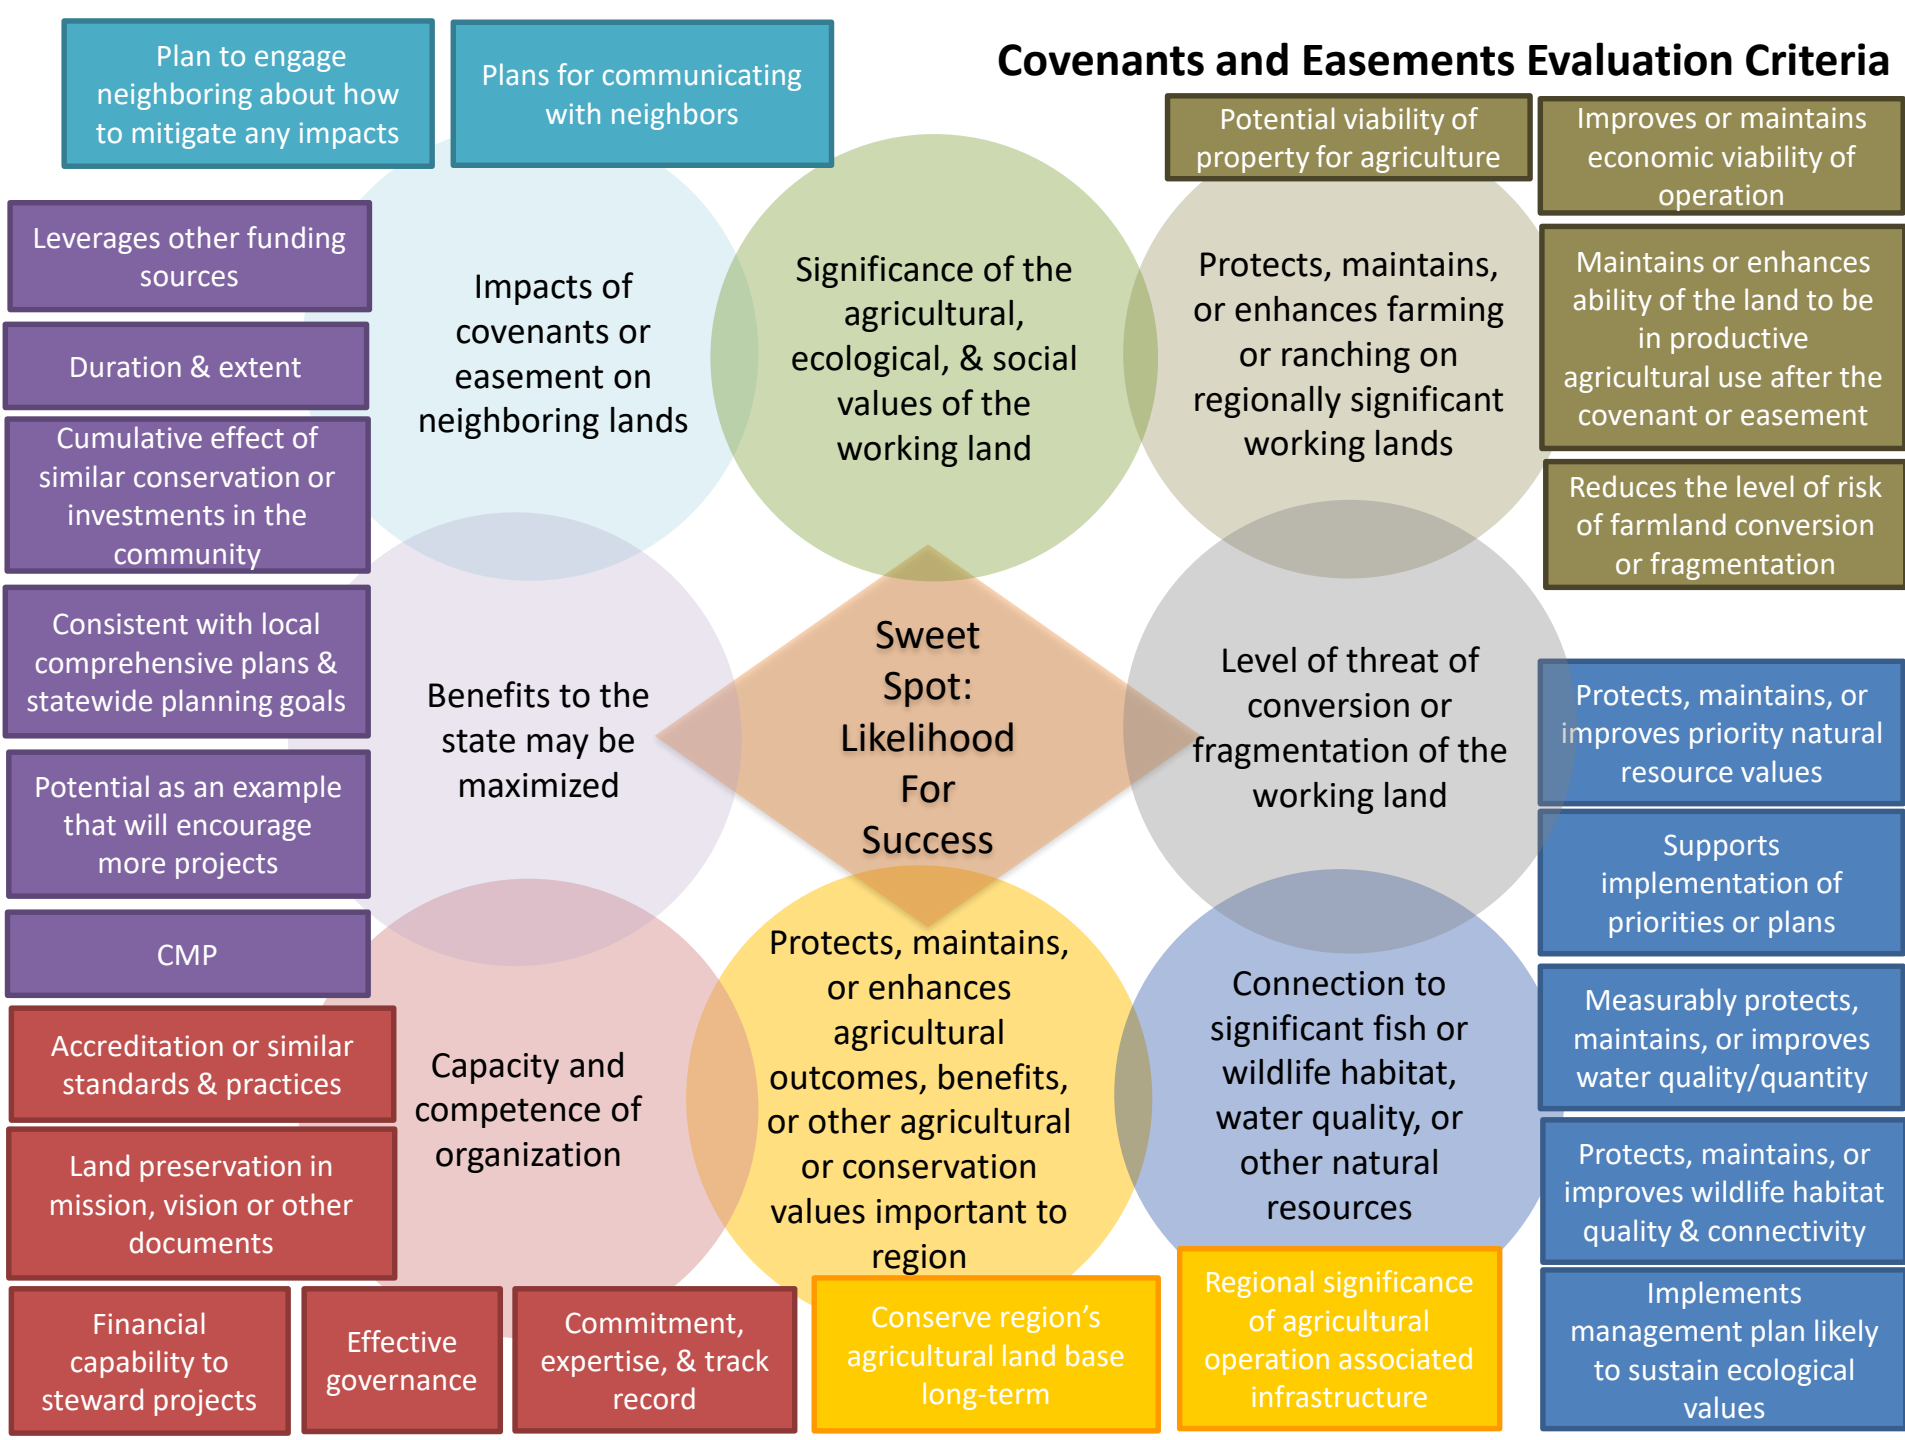 Covenants and Easements Evaluation Criteria
Plan to engage
neighboring about how
to mitigate any impacts
Plans for communicating
with neighbors
Potential viability of
property for agriculture
Improves or maintains
economic viability of
operation
Leverages other funding
sources
Duration & extent
Cumulative effect of
similar conservation or
investments in the
community
Consistent with local
comprehensive plans &
statewide planning goals
Potential as an example
that will encourage
more projects
CMP
Impacts of
covenants or
easement on
neighboring lands
Significance of the
agricultural,
ecological, & social
values of the
working land
Protects, maintains,
or enhances farming
or ranching on
regionally significant
working lands
Maintains or enhances
ability of the land to be
in productive
agricultural use after the
covenant or easement
Reduces the level of risk
of farmland conversion
or fragmentation
Benefits to the
state may be
maximized
Sweet
Spot:
Likelihood
For
Success
Level of threat of
conversion or
fragmentation of the
working land
Protects, maintains, or
improves priority natural
resource values
Supports
implementation of
priorities or plans
Measurably protects,
maintains, or improves
water quality/quantity
Protects, maintains, or
improves wildlife habitat
quality & connectivity
Implements
management plan likely
to sustain ecological
values
Accreditation or similar
standards & practices
Land preservation in
mission, vision or other
documents
Capacity and
competence of
organization
Protects, maintains,
or enhances
agricultural
outcomes, benefits,
or other agricultural
or conservation
values important to
region
Connection to
significant fish or
wildlife habitat,
water quality, or
other natural
resources
Financial
capability to
steward projects
Effective
governance
Commitment,
expertise, & track
record
Conserve region’s
agricultural land base
long-term
Regional significance
of agricultural
operation associated
infrastructure